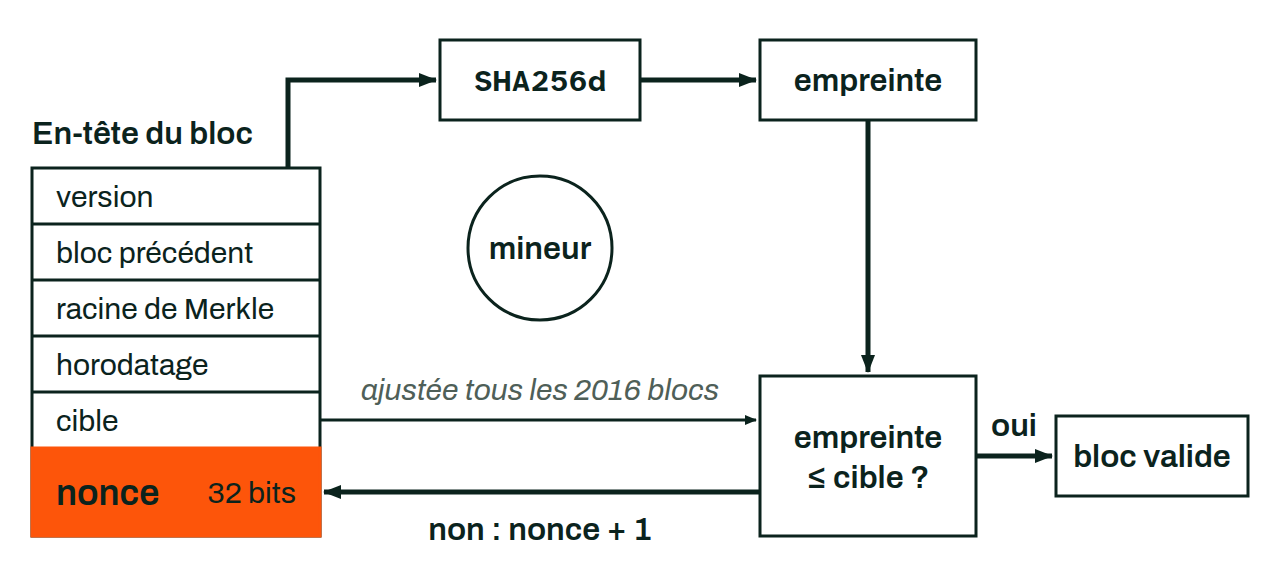 SHA256d
empreinte
En-tête du bloc
version
bloc précédent
racine de Merkle
horodatage
cible
nonce 32 bits
mineur
ajustée tous les 2016 blocs
empreinte
≤ cible ?
oui
bloc valide
non : nonce + 1